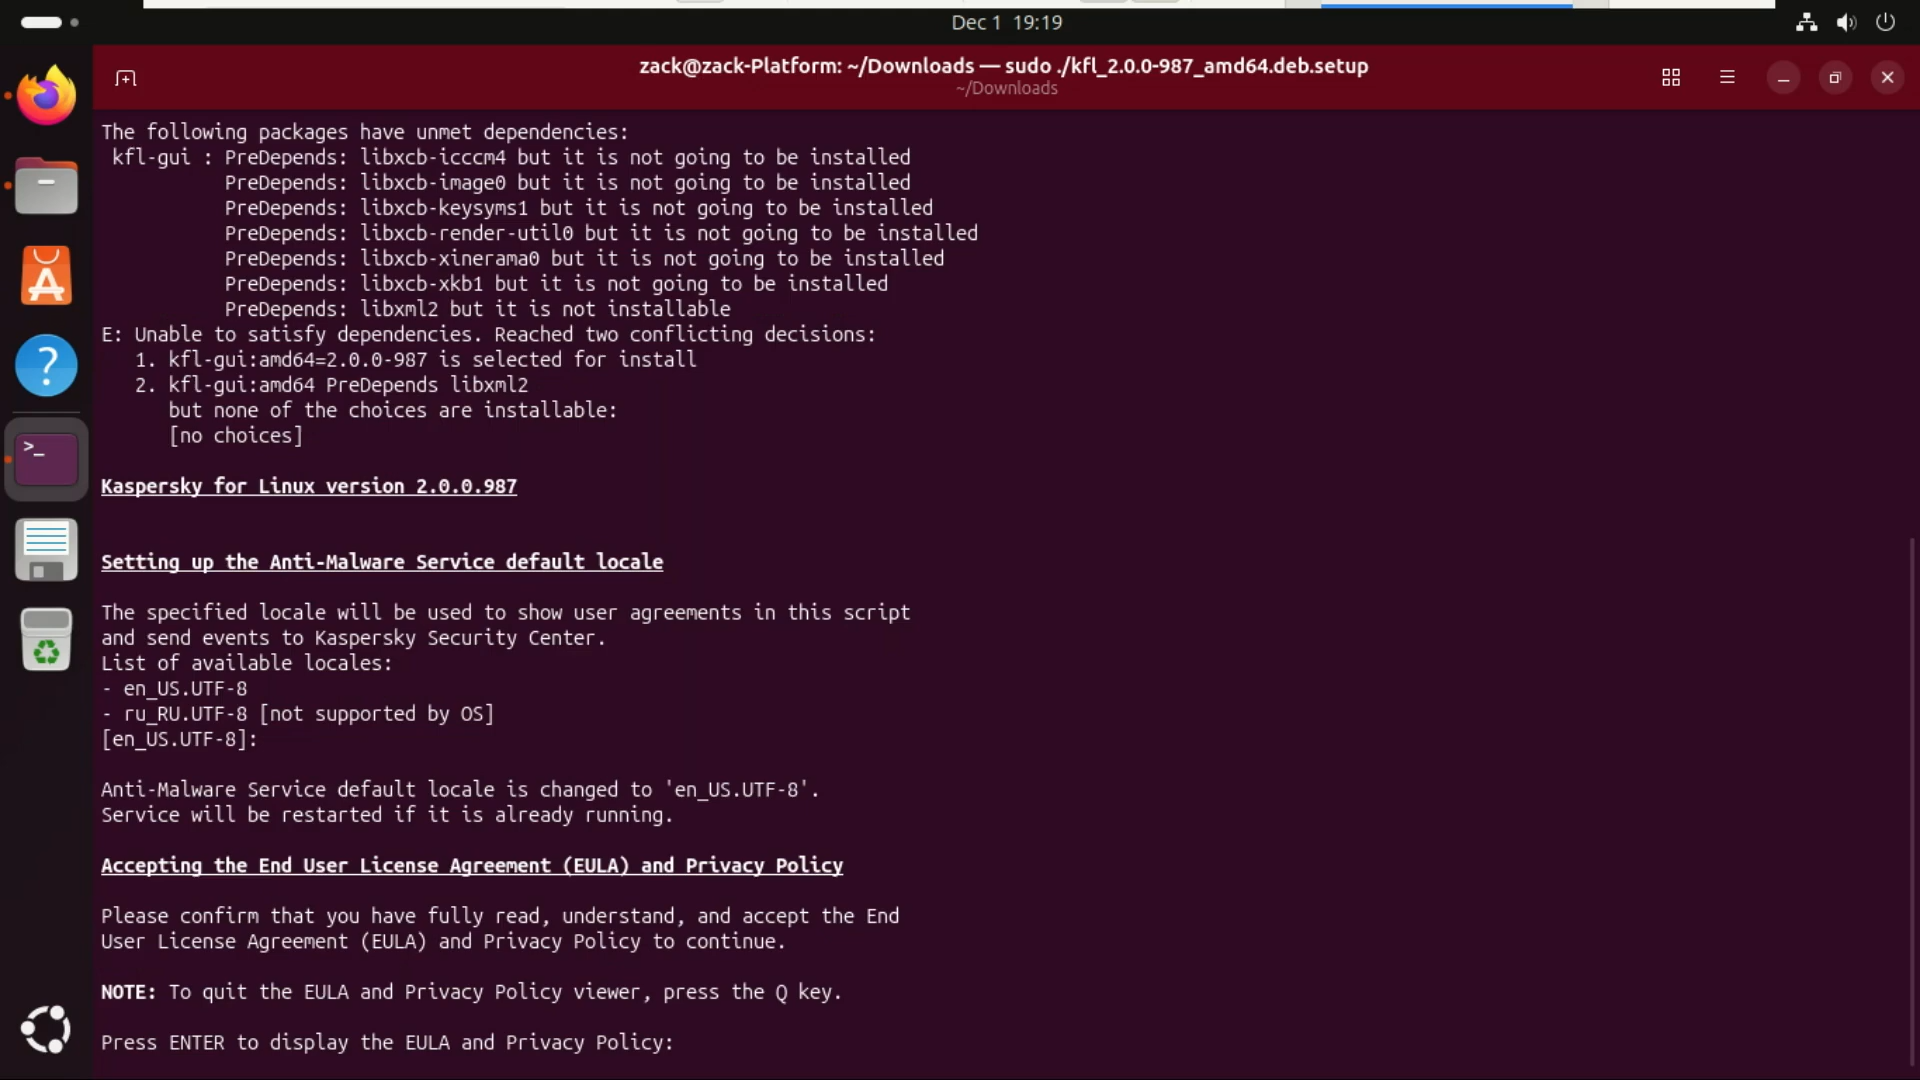 Dec 1 19:19
zack@zack-Platform: ~/Downloads — sudo ./kfl_2.0.0-987_amd64.deb.setup
~/Downloads
The following packages have unmet dependencies:
kfl-gui : PreDepends: libxcb-icccm4 but it is not going to be installed
PreDepends: libxcb-image0 but it is not going to be installed
PreDepends: libxcb-keysyms1 but it is not going to be installed
PreDepends: libxcb-render-util0 but it is not going to be installed
PreDepends: libxcb-xinerama0 but it is not going to be installed
PreDepends: libxcb-xkb1 but it is not going to be installed
PreDepends: libxml2 but it is not installable
E: Unable to satisfy dependencies. Reached two conflicting decisions:
1. kfl-gui:amd64=2.0.0-987 is selected for install
2. kfl-gui:amd64 PreDepends libxml2
but none of the choices are installable:
[no choices]
Kaspersky for Linux version 2.0.0.987
Setting up the Anti-Malware Service default locale
The specified locale will be used to show user agreements in this script
and send events to Kaspersky Security Center.
List of available locales:
- en_US.UTF-8
- ru_RU.UTF-8 [not supported by OS]
[en_US.UTF-8]:
Anti-Malware Service default locale is changed to 'en_US.UTF-8'.
Service will be restarted if it is already running.
Accepting the End User License Agreement (EULA) and Privacy Policy
Please confirm that you have fully read, understand, and accept the End
User License Agreement (EULA) and Privacy Policy to continue.
NOTE: To quit the EULA and Privacy Policy viewer, press the Q key.
Press ENTER to display the EULA and Privacy Policy: